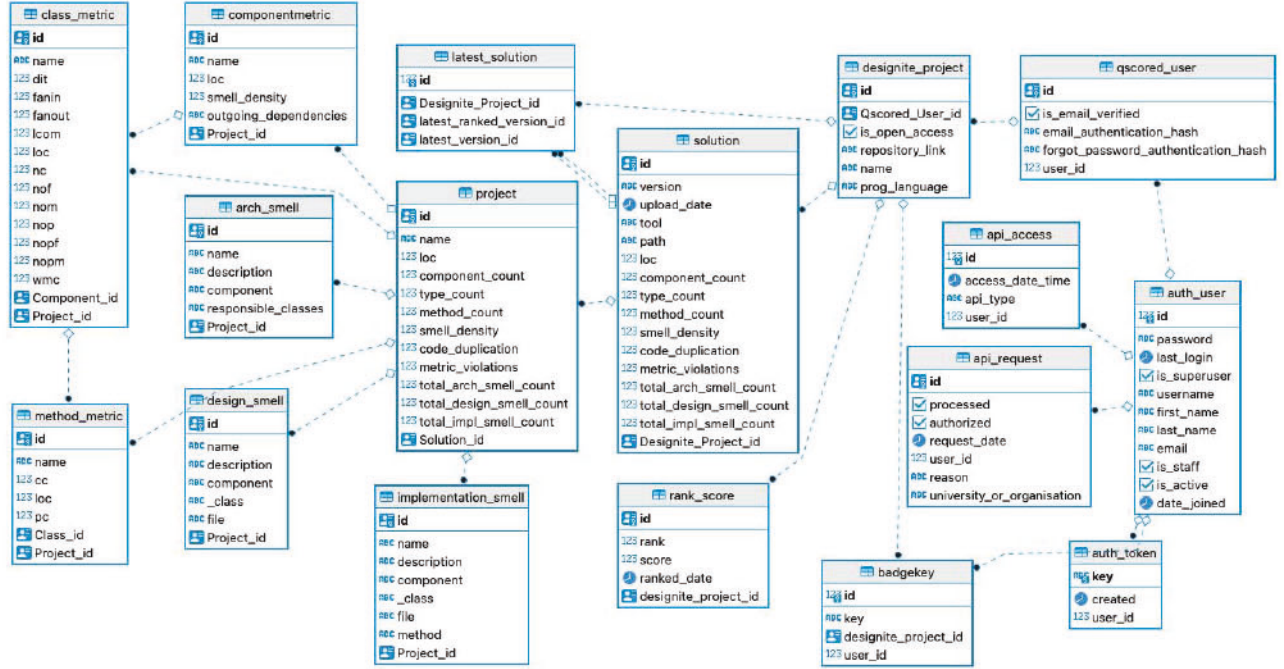 class_metric
id
name
dit
fanin
fanout
lcom
loc
nc
nof
nom
nop
nopf
nopm
wmc
Component_id
Project_id
componentmetric
id
name
loc
smell_density
outgoing_dependencies
Project_id
arch_smell
id
name
description
component
responsible_classes
Project_id
method_metric
id
name
cc
loc
pc
Class_id
Project_id
design_smell
id
name
description
component
_class
file
Project_id
latest_solution
id
Designite_Project_id
latest_ranked_version_id
latest_version_id
project
id
name
loc
component_count
type_count
method_count
smell_density
code_duplication
metric_violations
total_arch_smell_count
total_design_smell_count
total_impl_smell_count
Solution_id
implementation_smell
id
name
description
component
_class
file
method
Project_id
solution
id
version
upload_date
tool
path
loc
component_count
type_count
method_count
smell_density
code_duplication
metric_violations
total_arch_smell_count
total_design_smell_count
total_impl_smell_count
Designite_Project_id
rank_score
id
rank
score
ranked_date
designite_project_id
designite_project
id
Qscored_User_id
is_open_access
repository_link
name
prog_language
qscored_user
id
is_email_verified
email_authentication_hash
forgot_password_authentication_hash
user_id
api_access
id
access_date_time
api_type
user_id
api_request
id
processed
authorized
request_date
user_id
reason
university_or_organisation
auth_user
id
password
last_login
is_superuser
username
first_name
last_name
email
is_staff
is_active
date_joined
badgekey
id
key
designite_project_id
user_id
auth_token
key
created
user_id